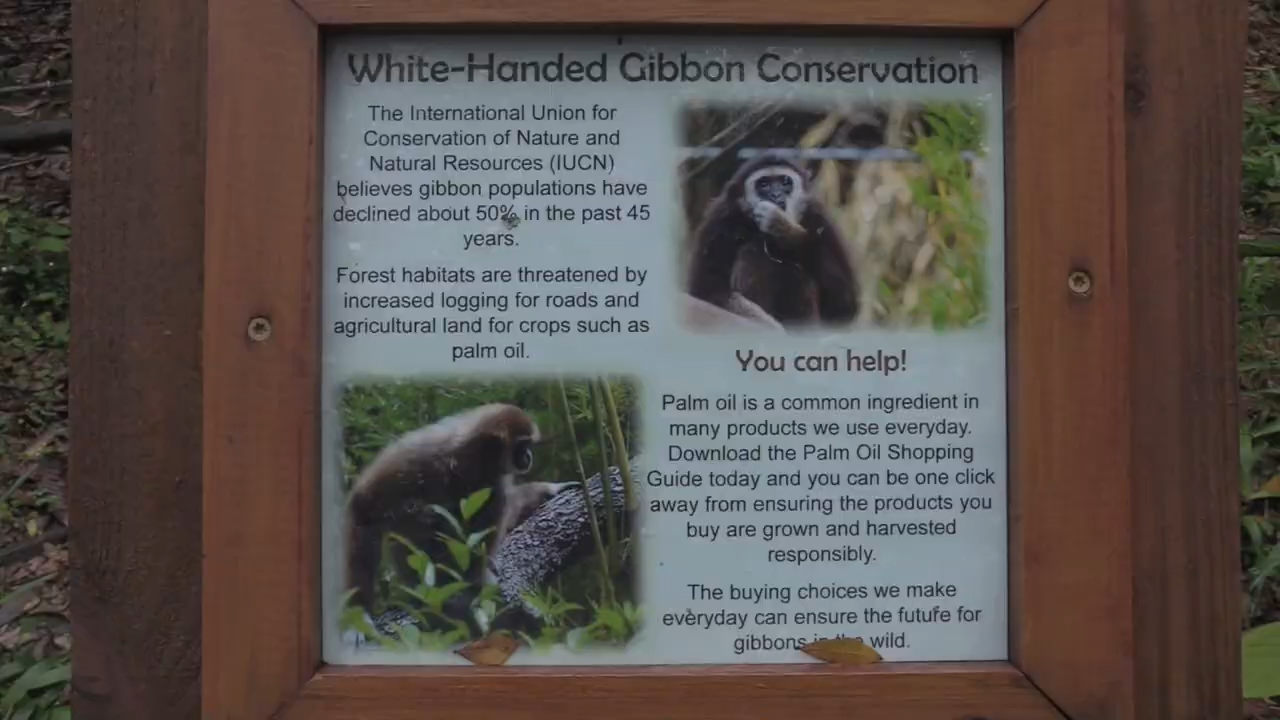 White-Handed Gibbon Conservation
The International Union for
Conservation of Nature and
Natural Resources (IUCN)
believes gibbon populations have
declined about 50% in the past 45
years.
Forest habitats are threatened by
increased logging for roads and
agricultural land for crops such as
palm oil.
You can help!
Palm oil is a common ingredient in
many products we use everyday.
Download the Palm Oil Shopping
Guide today and you can be one click
away from ensuring the products you
buy are grown and harvested
responsibly.
The buying choices we make
everyday can ensure the future for
gibbons in the wild.